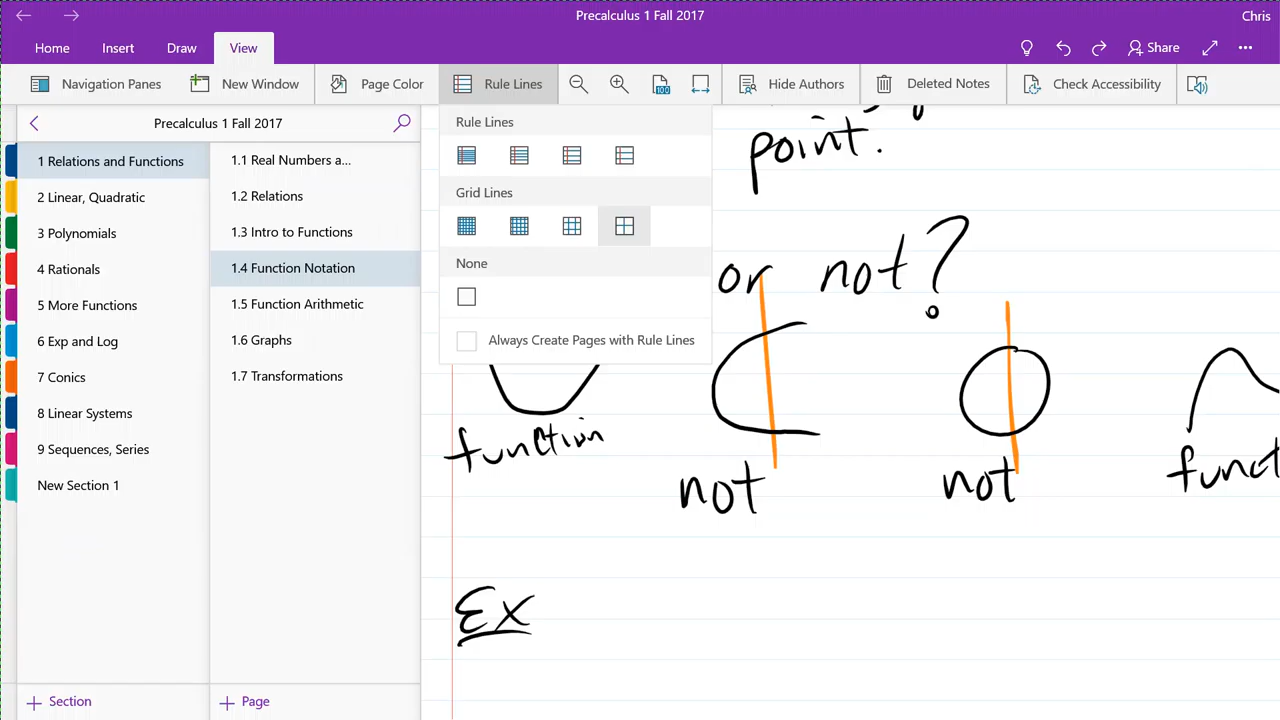 Precalculus 1 Fall 2017
Chris
Home Insert Draw View
Share
Navigation Panes New Window Page Color Rule Lines 100 Hide Authors Deleted Notes Check Accessibility
Precalculus 1 Fall 2017
1 Relations and Functions
2 Linear, Quadratic
3 Polynomials
4 Rationals
5 More Functions
6 Exp and Log
7 Conics
8 Linear Systems
9 Sequences, Series
New Section 1
Section
1.1 Real Numbers a...
1.2 Relations
1.3 Intro to Functions
1.4 Function Notation
1.5 Function Arithmetic
1.6 Graphs
1.7 Transformations
Page
Rule Lines
Grid Lines
None
Always Create Pages with Rule Lines
point.
or not?
function not not funct
Ex